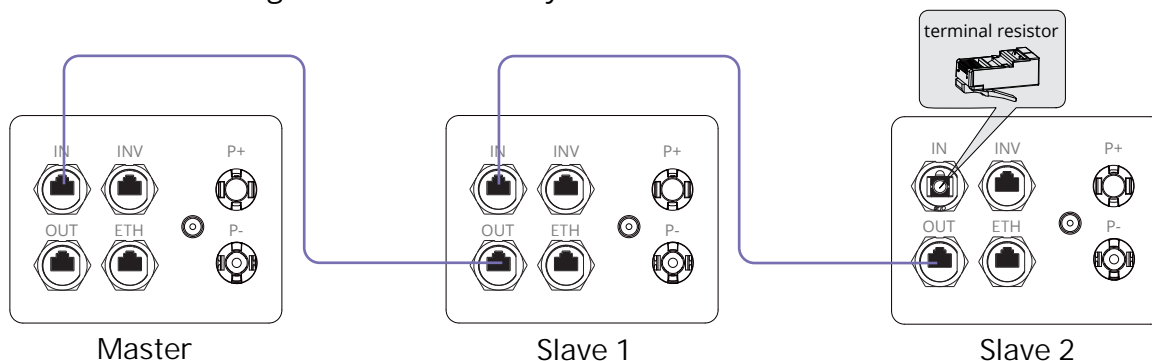 terminal resistor
IN INV P+
OUT ETH P-
IN INV P+
OUT ETH P-
IN INV P+
OUT ETH P-
Master
Slave 1
Slave 2